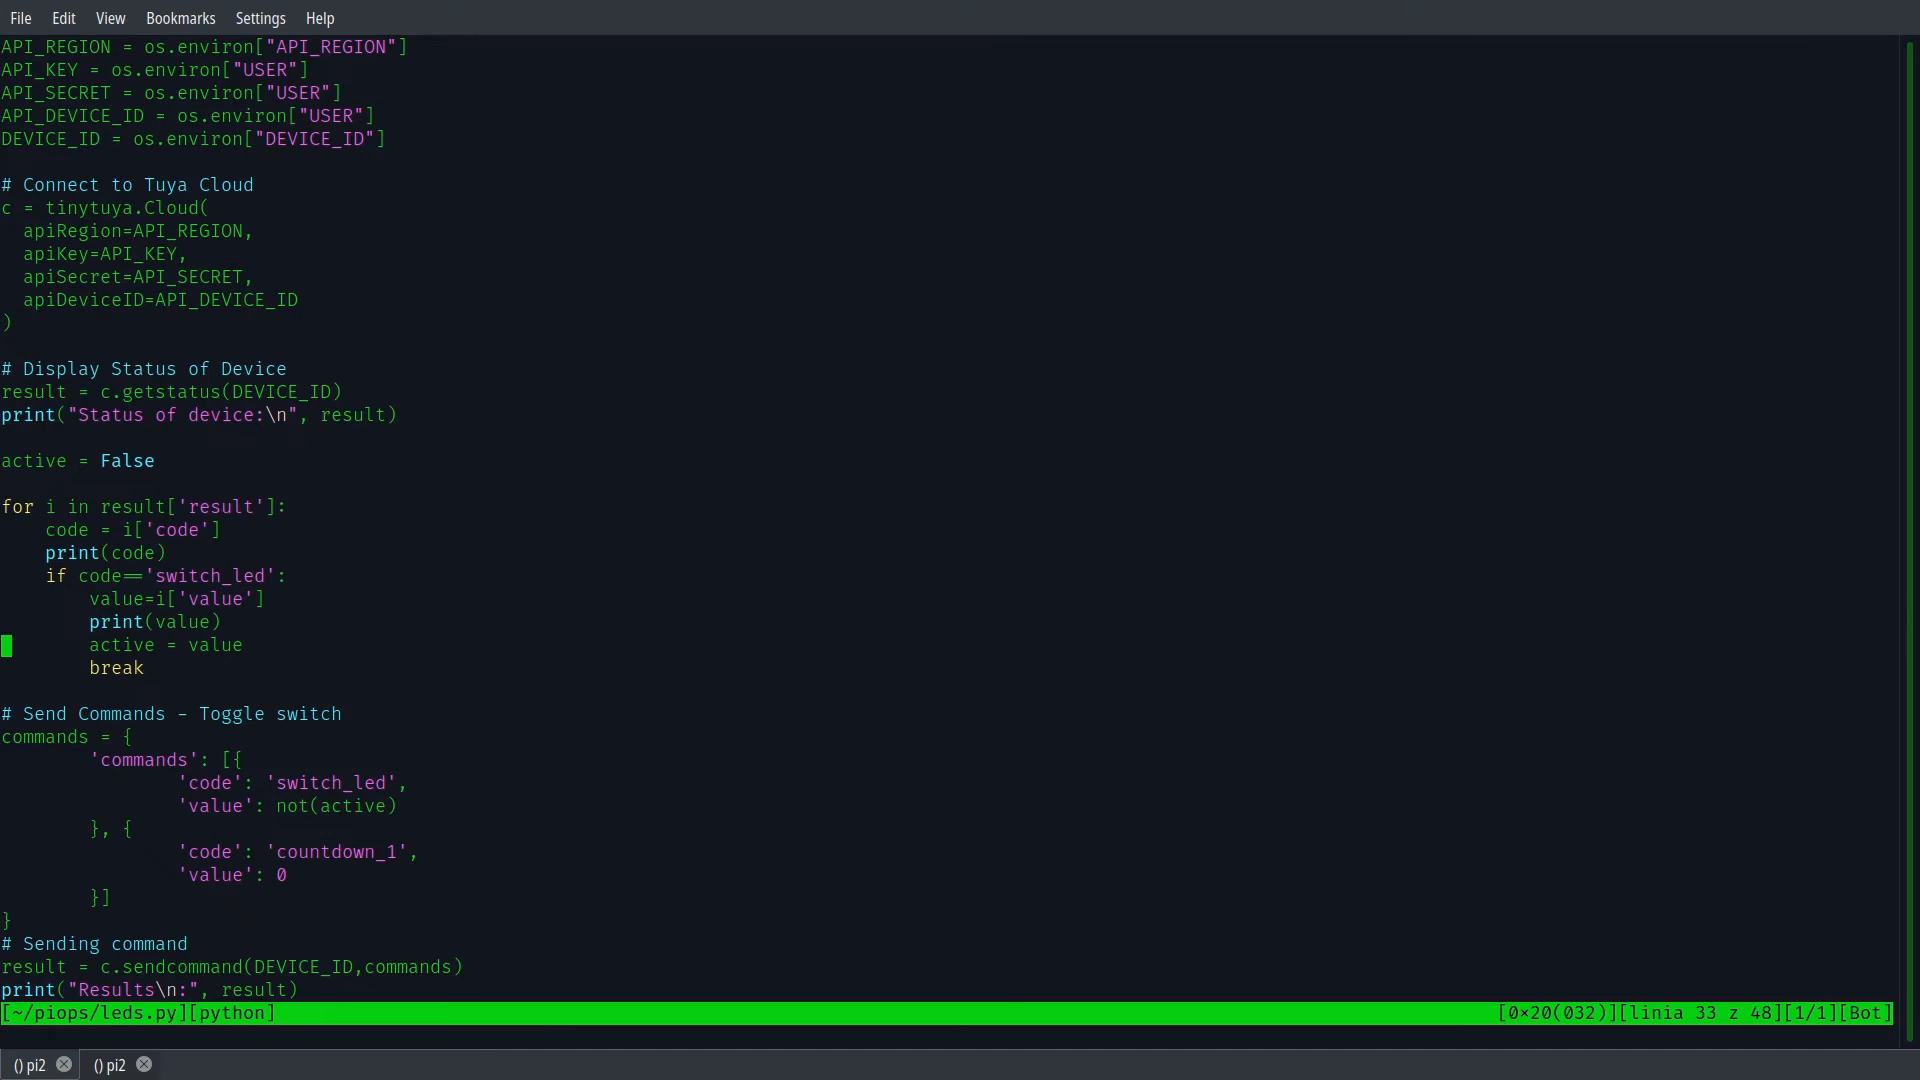 File Edit View Bookmarks Settings Help
API_REGION = os.environ["API_REGION"]
API_KEY = os.environ["USER"]
API_SECRET = os.environ["USER"]
API_DEVICE_ID = os.environ["USER"]
DEVICE_ID = os.environ["DEVICE_ID"]
# Connect to Tuya Cloud
c = tinytuya.Cloud(
  apiRegion=API_REGION,
  apiKey=API_KEY,
  apiSecret=API_SECRET,
  apiDeviceID=API_DEVICE_ID
)
# Display Status of Device
result = c.getstatus(DEVICE_ID)
print("Status of device:\n", result)
active = False
for i in result['result']:
    code = i['code']
    print(code)
    if code=='switch_led':
        value=i['value']
        print(value)
        active = value
        break
# Send Commands - Toggle switch
commands = {
        'commands': [{
                'code': 'switch_led',
                'value': not(active)
        }, {
                'code': 'countdown_1',
                'value': 0
        }]
}
# Sending command
result = c.sendcommand(DEVICE_ID,commands)
print("Results\n:", result)
[~/piops/leds.py][python] [0×20(032)][linia 33 z 48][1/1][Bot]
() pi2 () pi2